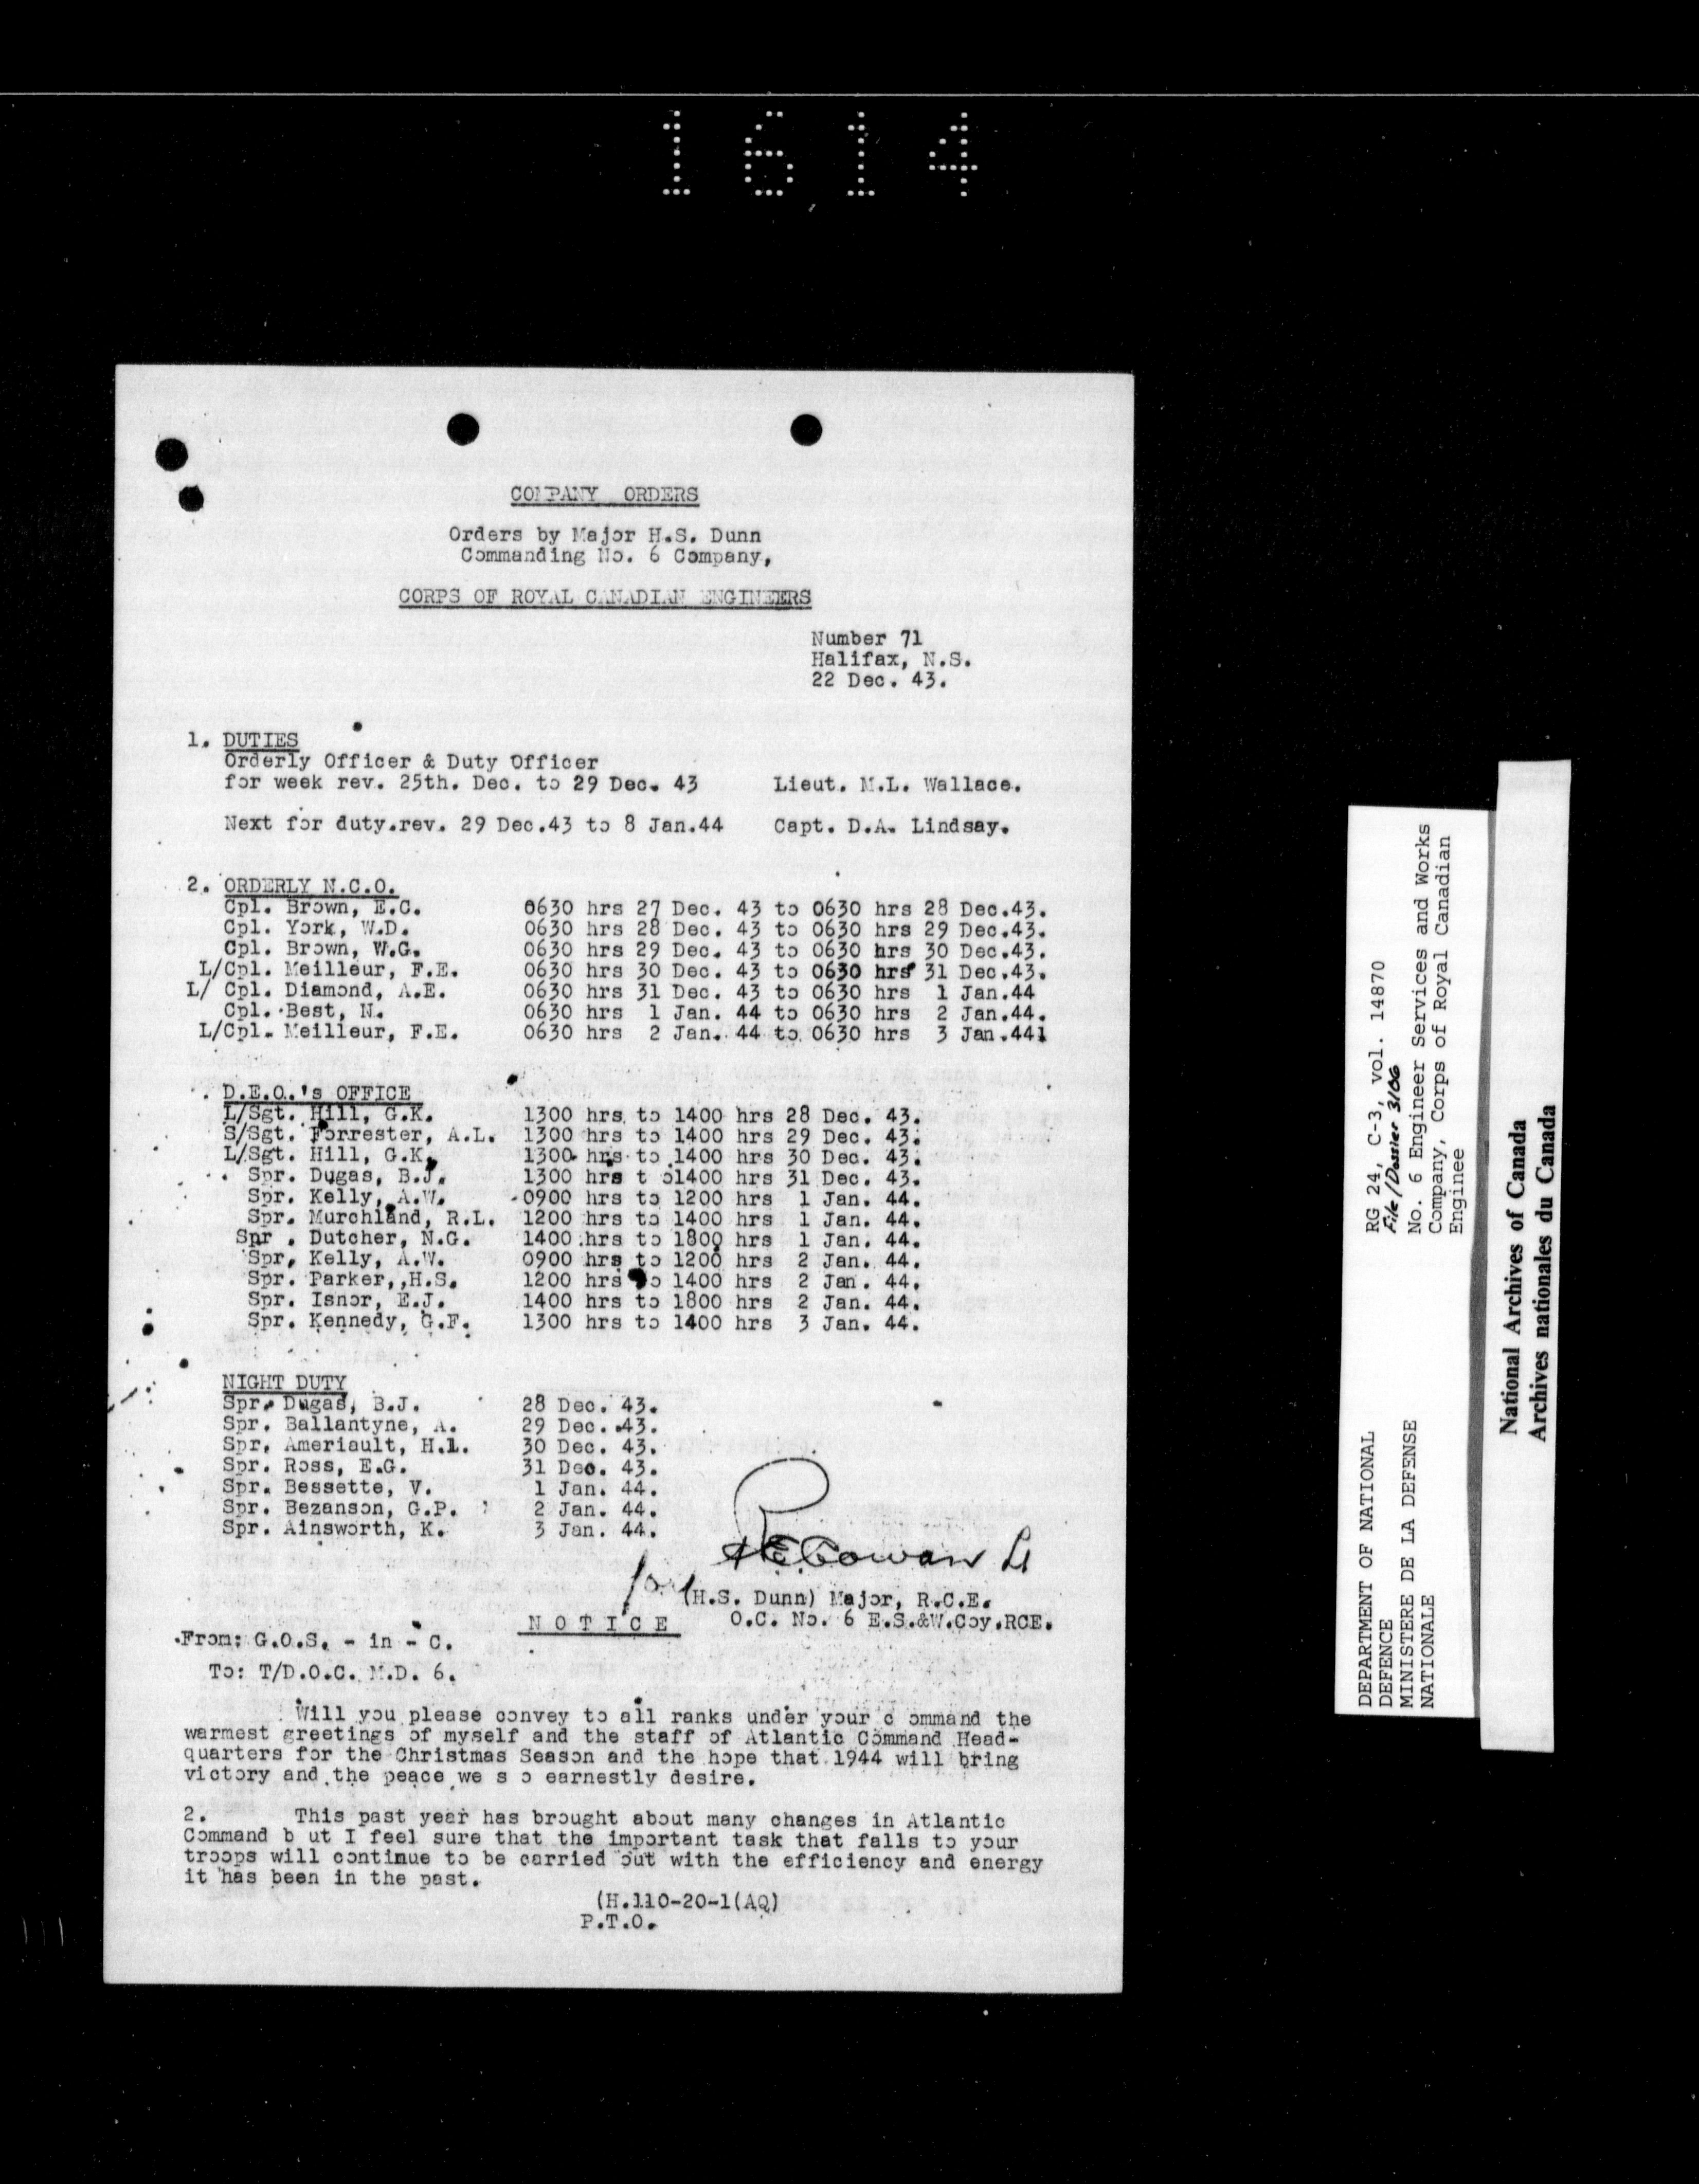 1614
COMPANY ORDERS
Orders by Major H.S. Dunn
Commanding No. 6 Company,
CORPS OF ROYAL CANADIAN ENGINEERS
Number 71
Halifax, N.S.
22 Dec. 43.
1. DUTIES
Orderly Officer & Duty Officer
for week rev. 25th. Dec. to 29 Dec. 43 Lieut. M.L. Wallace.
Next for duty.rev. 29 Dec.43 to 8 Jan.44 Capt. D.A. Lindsay.
2. ORDERLY N.C.O.
Cpl. Brown, E.C. 0630 hrs 27 Dec. 43 to 0630 hrs 28 Dec.43.
Cpl. York, W.D. 0630 hrs 28 Dec. 43 to 0630 hrs 29 Dec.43.
Cpl. Brown, W.G. 0630 hrs 29 Dec. 43 to 0630 hrs 30 Dec.43.
L/Cpl. Meilleur, F.E. 0630 hrs 30 Dec. 43 to 0630 hrs 31 Dec.43.
L/ Cpl. Diamond, A.E. 0630 hrs 31 Dec. 43 to 0630 hrs 1 Jan.44
Cpl. Best, N. 0630 hrs 1 Jan. 44 to 0630 hrs 2 Jan.44.
L/Cpl. Meilleur, F.E. 0630 hrs 2 Jan. 44 to 0630 hrs 3 Jan.441
D.E.O.'s OFFICE
L/Sgt. Hill, G.K. 1300 hrs to 1400 hrs 28 Dec. 43.
S/Sgt. Forrester, A.L. 1300 hrs to 1400 hrs 29 Dec. 43.
L/Sgt. Hill, G.K. 1300 hrs to 1400 hrs 30 Dec. 43.
Spr. Dugas, B.J. 1300 hrs t o1400 hrs 31 Dec. 43.
Spr. Kelly, A.W. 0900 hrs to 1200 hrs 1 Jan. 44.
Spr. Murchland, R.L. 1200 hrs to 1400 hrs 1 Jan. 44.
Spr . Dutcher, N.G. 1400 hrs to 1800 hrs 1 Jan. 44.
Spr. Kelly, A.W. 0900 hrs to 1200 hrs 2 Jan. 44.
Spr. Parker, H.S. 1200 hrs to 1400 hrs 2 Jan. 44.
Spr. Isnor, E.J. 1400 hrs to 1800 hrs 2 Jan. 44.
Spr. Kennedy, G.F. 1300 hrs to 1400 hrs 3 Jan. 44.
NIGHT DUTY
Spr. Dugas, B.J. 28 Dec. 43.
Spr. Ballantyne, A. 29 Dec. 43.
Spr. Ameriault, H.L. 30 Dec. 43.
Spr. Ross, E.G. 31 Dec. 43.
Spr. Bessette, V. 1 Jan. 44.
Spr. Bezanson, G.P. 2 Jan. 44.
Spr. Ainsworth, K. 3 Jan. 44.
Cowan Lt
for (H.S. Dunn) Major, R.C.E.
O.C. No. 6 E.S.&W.Coy.RCE.
NOTICE
From: G.O.S. - in - C.
To: T/D.O.C. M.D. 6.
Will you please convey to all ranks under your c ommand the
warmest greetings of myself and the staff of Atlantic Command Head-
quarters for the Christmas Season and the hope that 1944 will bring
victory and the peace we s o earnestly desire.
2. This past year has brought about many changes in Atlantic
Command b ut I feel sure that the important task that falls to your
troops will continue to be carried out with the efficiency and energy
it has been in the past.
(H.110-20-1(AQ)
P.T.O.
DEPARTMENT OF NATIONAL
DEFENCE
MINISTERE DE LA DEFENSE
NATIONALE
RG 24, C-3, vol. 14870
File/Dossier 3106
No. 6 Engineer Services and Works
Company, Corps of Royal Canadian
Enginee
National Archives of Canada
Archives nationales du Canada